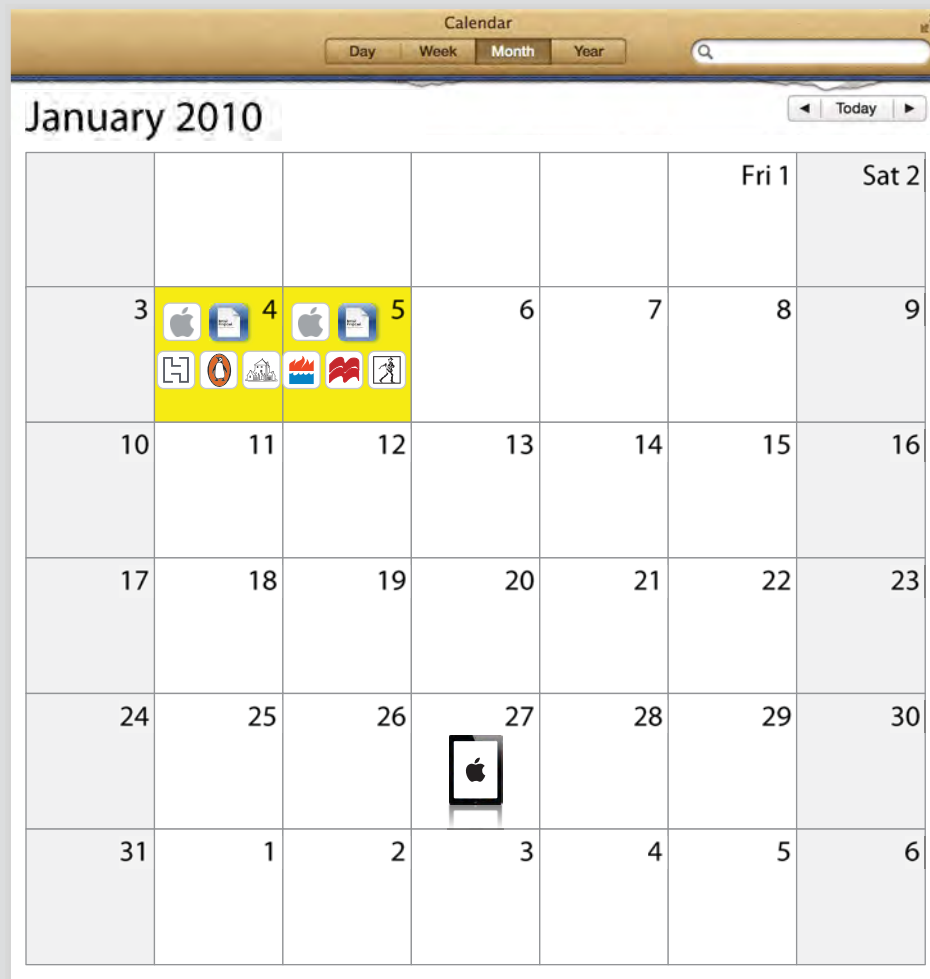 Calendar
Day Week Month Year
January 2010
Today
Fri 1 Sat 2
3 4 5 6 7 8 9
10 11 12 13 14 15 16
17 18 19 20 21 22 23
24 25 26 27 28 29 30
31 1 2 3 4 5 6